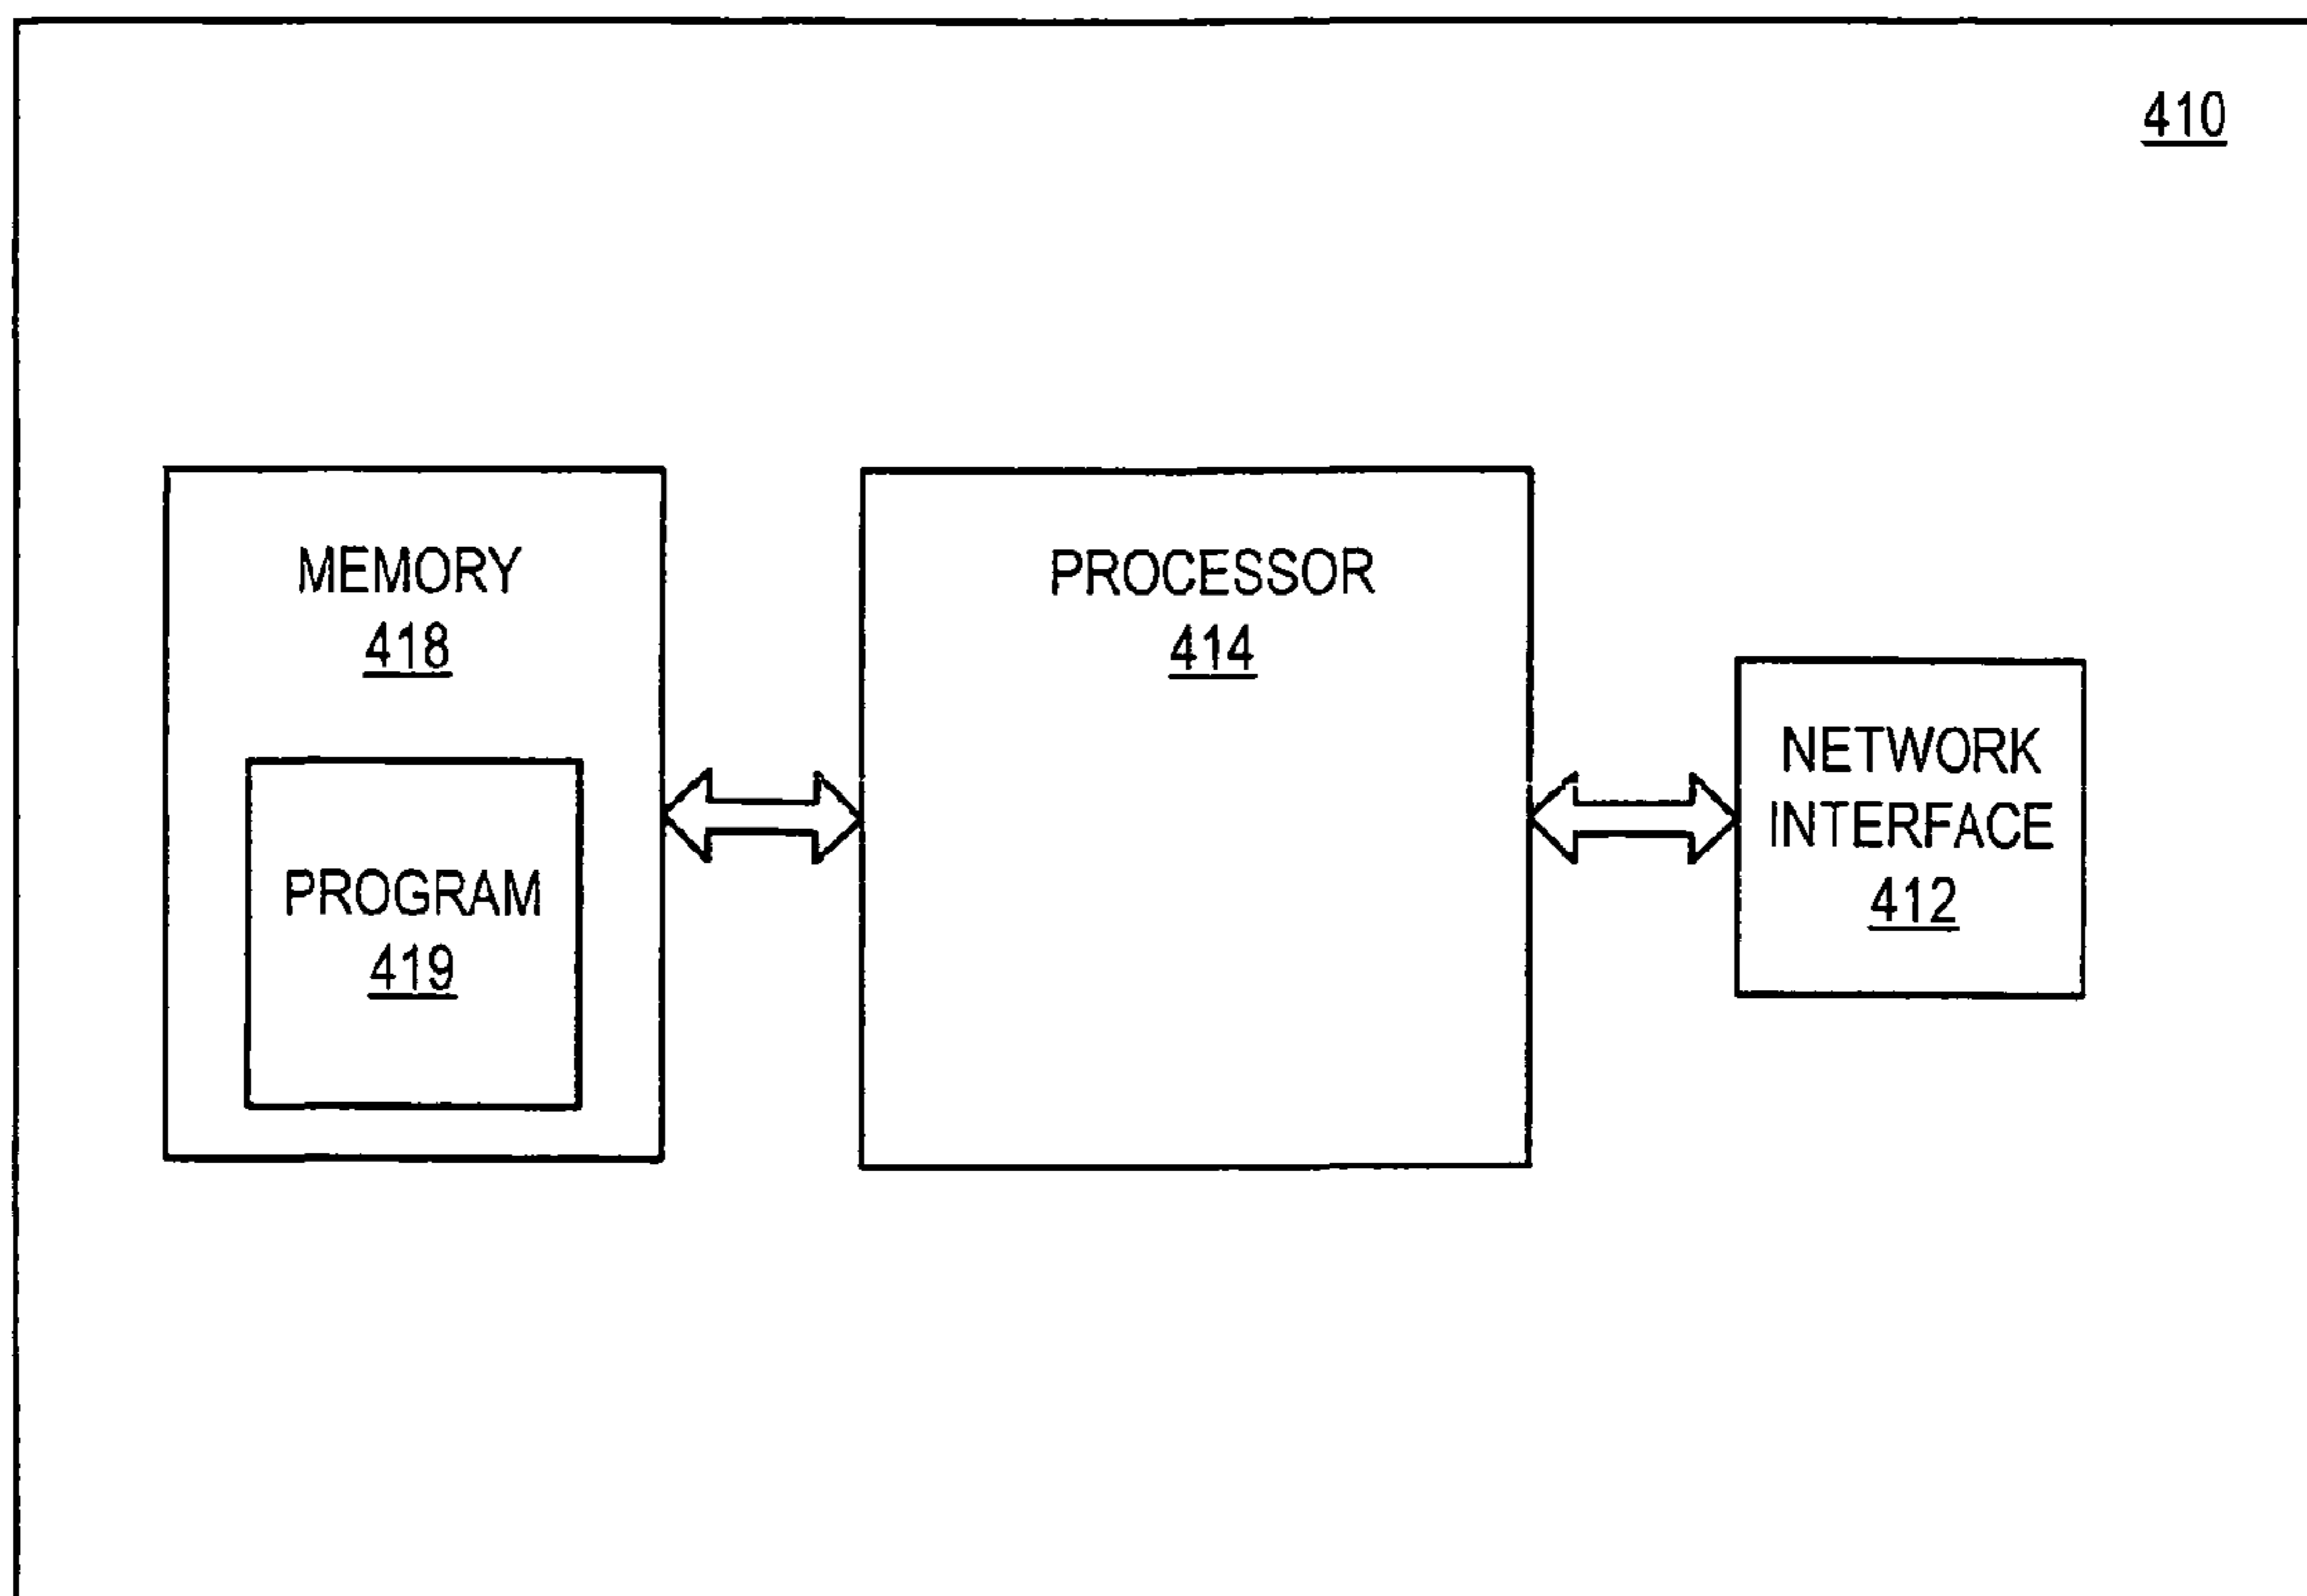 410
MEMORY
418
PROGRAM
419
PROCESSOR
414
NETWORK
INTERFACE
412